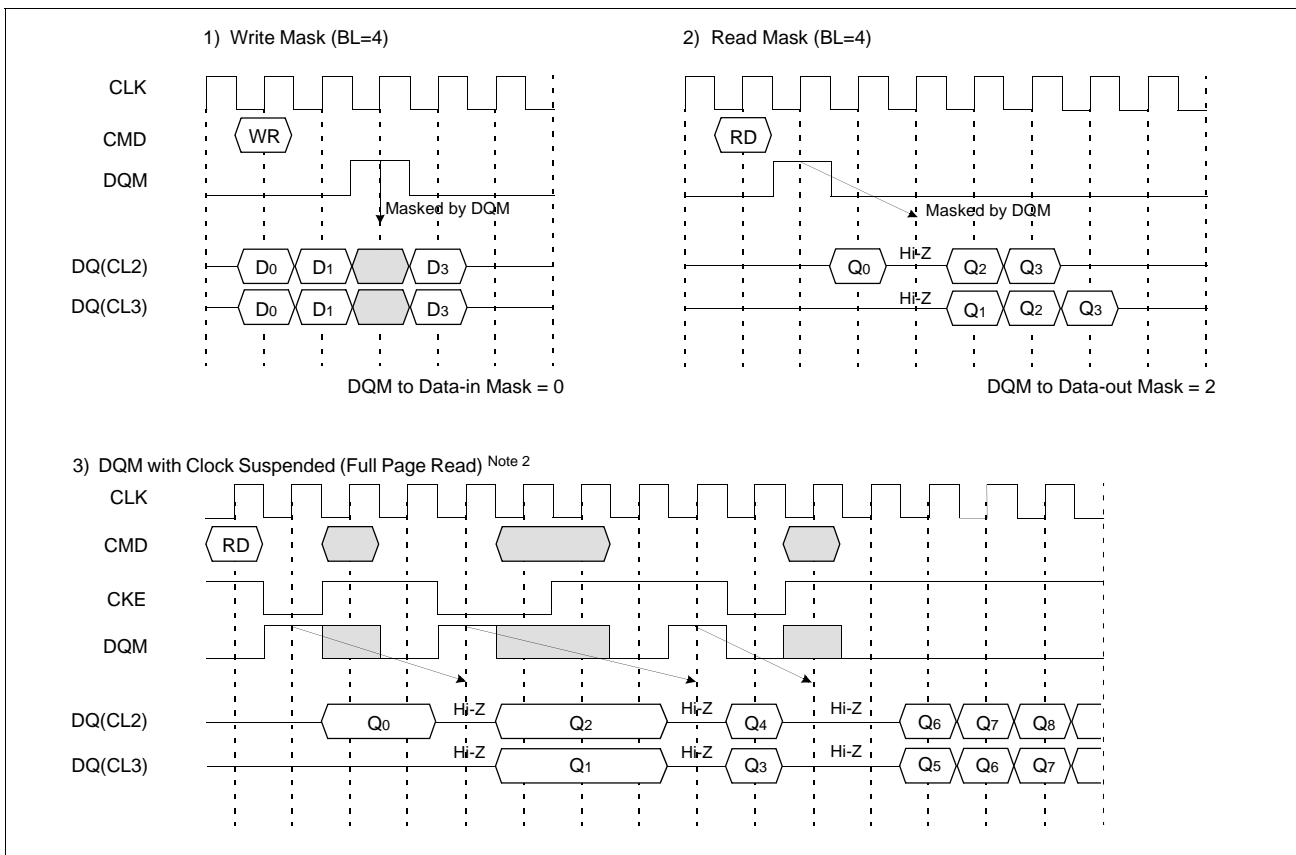 1) Write Mask (BL=4)
2) Read Mask (BL=4)
CLK
CMD
WR
RD
DQM
Masked by DQM
Masked by DQM
DQ(CL2)
D0 D1 D3
Q0 Hi-Z Q2 Q3
DQ(CL3)
D0 D1 D3
Hi-Z Q1 Q2 Q3
DQM to Data-in Mask = 0
DQM to Data-out Mask = 2
3) DQM with Clock Suspended (Full Page Read) Note 2
CLK
CMD
RD
CKE
DQM
DQ(CL2)
Q0 Hi-Z Q2 Hi-Z Q4 Hi-Z Q6 Q7 Q8
DQ(CL3)
Hi-Z Q1 Hi-Z Q3 Hi-Z Q5 Q6 Q7